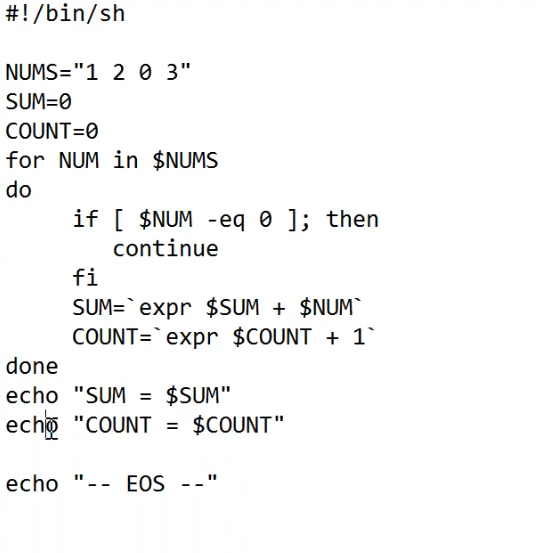 #!/bin/sh
NUMS="1 2 0 3"
SUM=0
COUNT=0
for NUM in $NUMS
do
if [ $NUM -eq 0 ]; then
continue
fi
SUM=`expr $SUM + $NUM`
COUNT=`expr $COUNT + 1`
done
echo "SUM = $SUM"
echo "COUNT = $COUNT"
echo "-- EOS --"